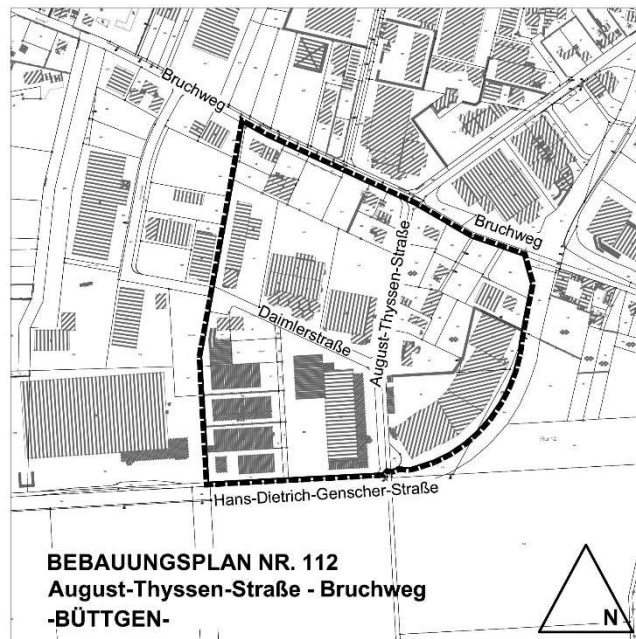 Bruchweg
Bruchweg
August-Thyssen-Straße
Daimlerstraße
Hans-Dietrich-Genscher-Straße
BEBAUUNGSPLAN NR. 112
August-Thyssen-Straße - Bruchweg
-BÜTTGEN-
N